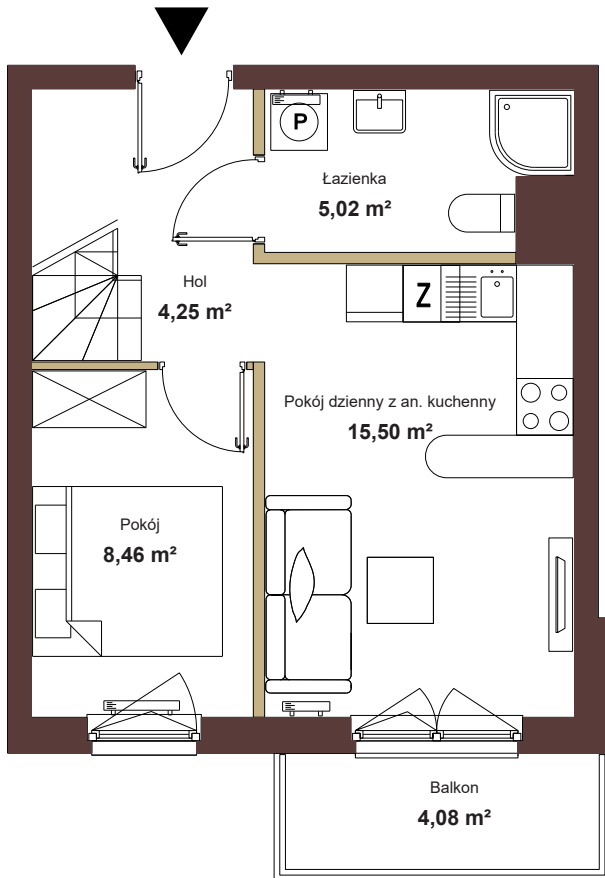 P
Łazienka
5,02 m²
Hol
4,25 m²
Z
Pokój dzienny z an. kuchenny
15,50 m²
Pokój
8,46 m²
Balkon
4,08 m²